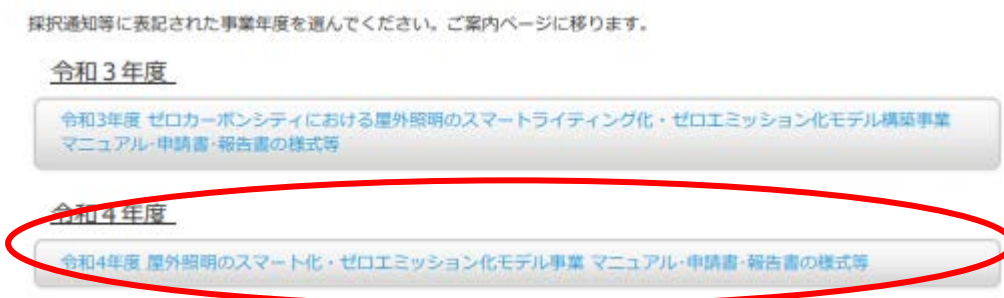 採択通知等に表記された事業年度を選んでください。ご案内ページに移ります。
令和3年度
令和3年度 ゼロカーボンシティにおける屋外照明のスマートライティング化・ゼロエミッション化モデル構築事業
マニュアル・申請書・報告書の様式等
令和4年度
令和4年度 屋外照明のスマート化・ゼロエミッション化モデル事業 マニュアル・申請書・報告書の様式等